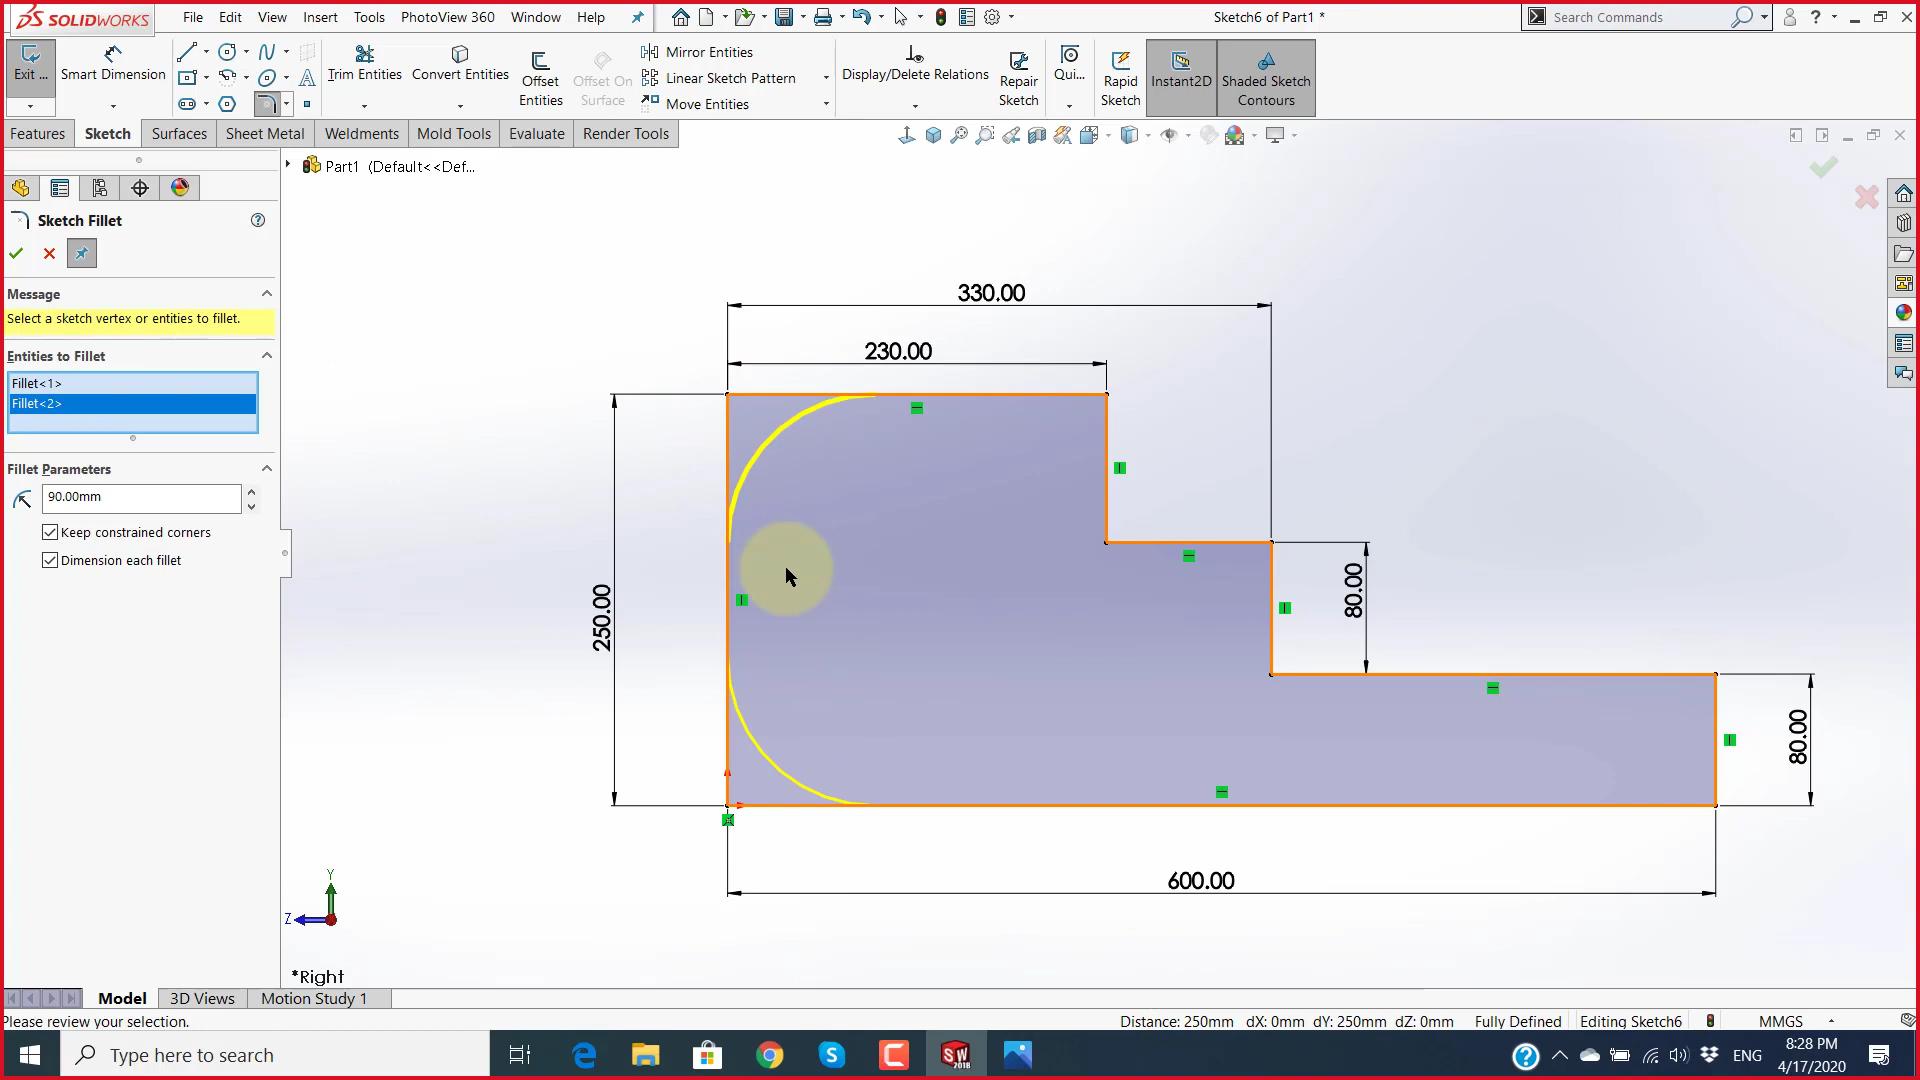 SOLIDWORKS
File Edit View Insert Tools PhotoView 360 Window Help
Sketch6 of Part1 *
Search Commands
Exit ...
Smart Dimension
Trim Entities
Convert Entities
Offset Entities
Offset On Surface
Mirror Entities
Linear Sketch Pattern
Move Entities
Display/Delete Relations
Repair Sketch
Qui...
Rapid Sketch
Instant2D
Shaded Sketch Contours
Features Sketch Surfaces Sheet Metal Weldments Mold Tools Evaluate Render Tools
Part1 (Default<<Def...
Sketch Fillet
Message
Select a sketch vertex or entities to fillet.
Entities to Fillet
Fillet<1>
Fillet<2>
Fillet Parameters
90.00mm
Keep constrained corners
Dimension each fillet
330.00
230.00
250.00
80.00
80.00
600.00
Y
Z
*Right
Model 3D Views Motion Study 1
Please review your selection.
Distance: 250mm dX: 0mm dY: 250mm dZ: 0mm Fully Defined Editing Sketch6 MMGS
Type here to search
SW
2018
ENG
8:28 PM
4/17/2020